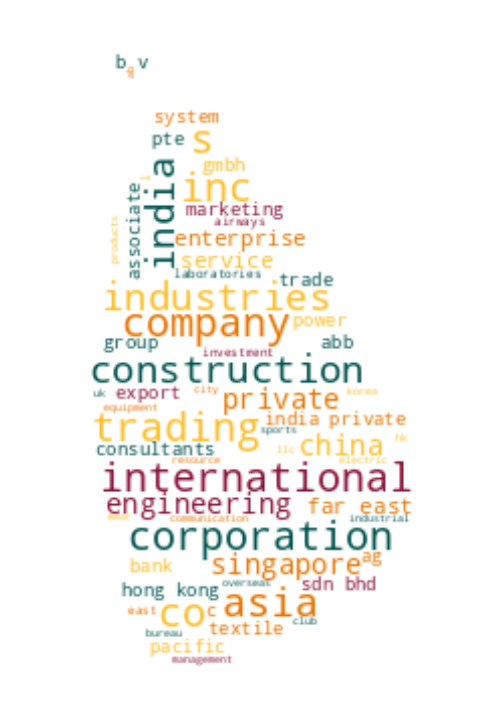 b v
system
pte s
gmbh
india inc
associate
l
marketing
products
airways
enterprise
service
laboratories
trade
industries
company power
group abb
investment
construction
uk export city private korea
equipment
trading india private
sports
hk
consultants llc china
resource electric
international
engineering far east
communication industrial
corporation
singapore ag
bank
overseas sdn bhd
hong kong
east co c asia
club
textile
bureau
pacific
management